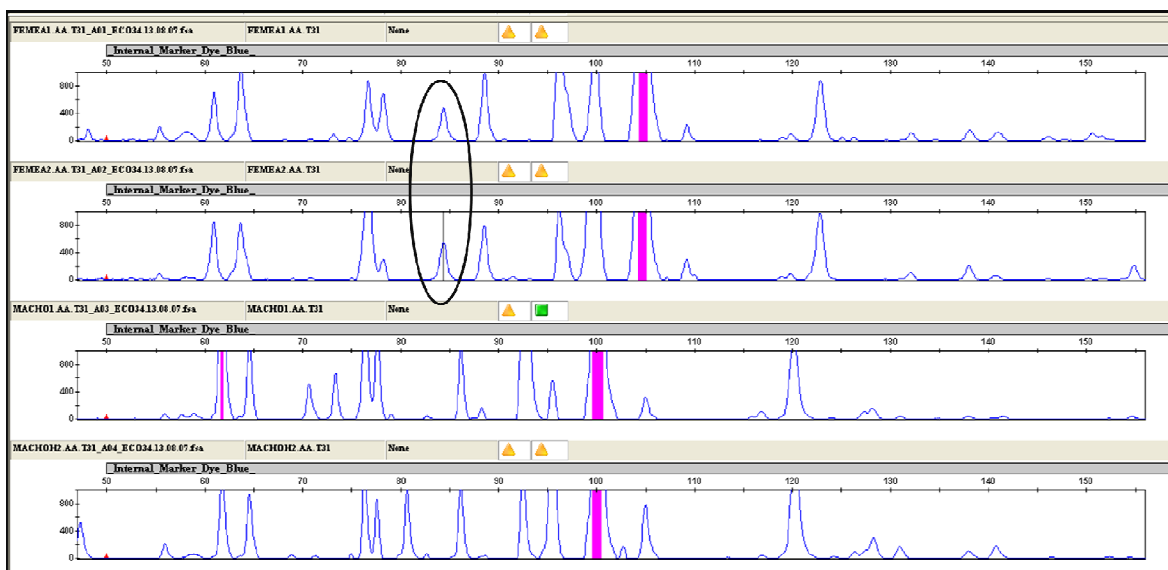 FEMEA1.AA.T31_A01_ECO34.13.08.07.fsa FEMEA1.AA.T31 None
_Internal_Marker_Dye_Blue_
50 60 70 80 90 100 110 120 130 140 150
800
400
0
FEMEA2.AA.T31_A02_ECO34.13.08.07.fsa FEMEA2.AA.T31 None
_Internal_Marker_Dye_Blue_
50 60 70 80 90 100 110 120 130 140 150
800
400
0
MACHO1.AA.T31_A03_ECO34.13.08.07.fsa MACHO1.AA.T31 None
_Internal_Marker_Dye_Blue_
50 60 70 80 90 100 110 120 130 140 150
800
400
0
MACHOH2.AA.T31_A04_ECO34.13.08.07.fsa MACHOH2.AA.T31 None
_Internal_Marker_Dye_Blue_
50 60 70 80 90 100 110 120 130 140 150
800
400
0